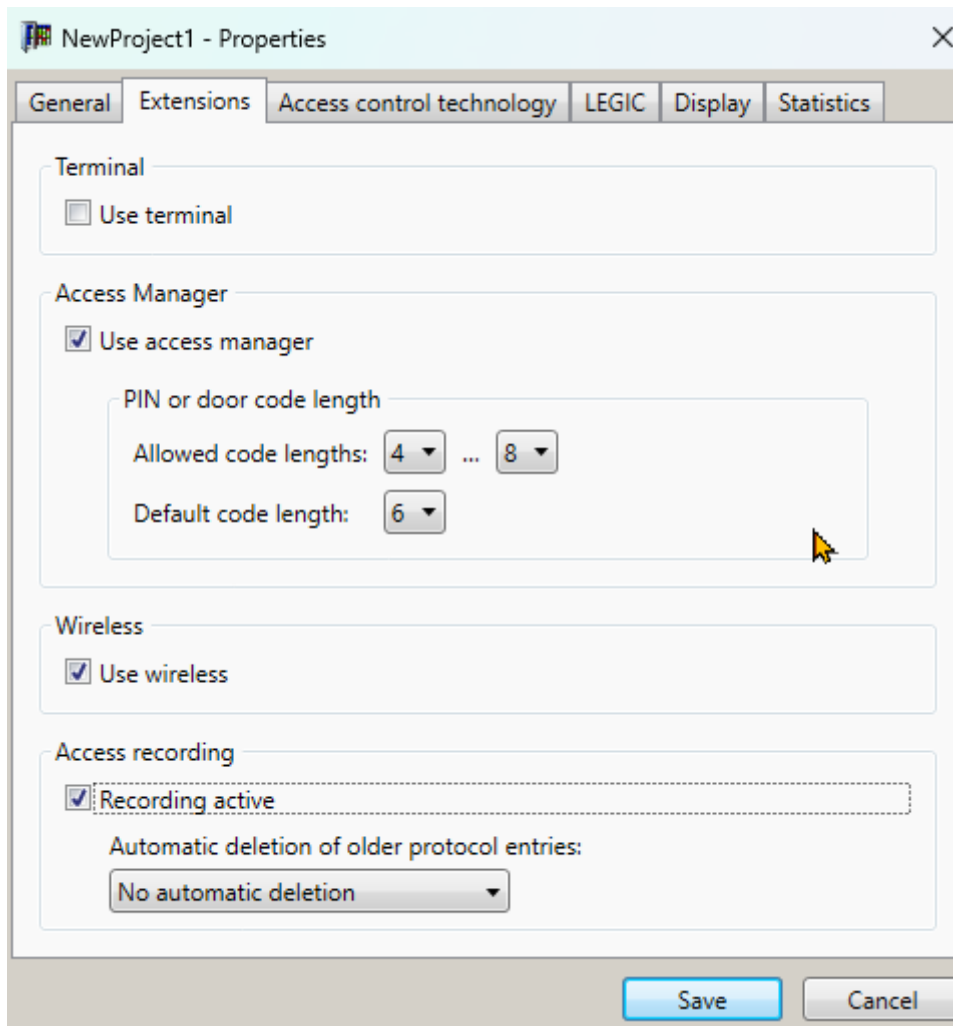 NewProject1 - Properties
General Extensions Access control technology LEGIC Display Statistics
Terminal
Use terminal
Access Manager
Use access manager
PIN or door code length
Allowed code lengths: 4 ... 8
Default code length: 6
Wireless
Use wireless
Access recording
Recording active
Automatic deletion of older protocol entries:
No automatic deletion
Save Cancel